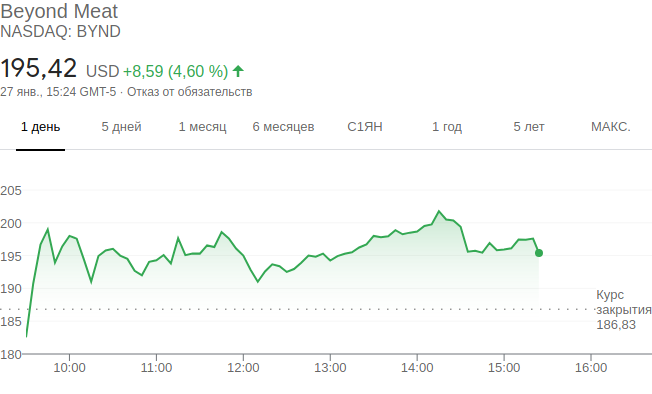 Beyond Meat
NASDAQ: BYND
195,42 USD +8,59 (4,60 %)
27 янв., 15:24 GMT-5 · Отказ от обязательств
1 день 5 дней 1 месяц 6 месяцев С1ЯН 1 год 5 лет МАКС.
205
200
195
190
Курс
закрытия
186,83
185
180
10:00 11:00 12:00 13:00 14:00 15:00 16:00